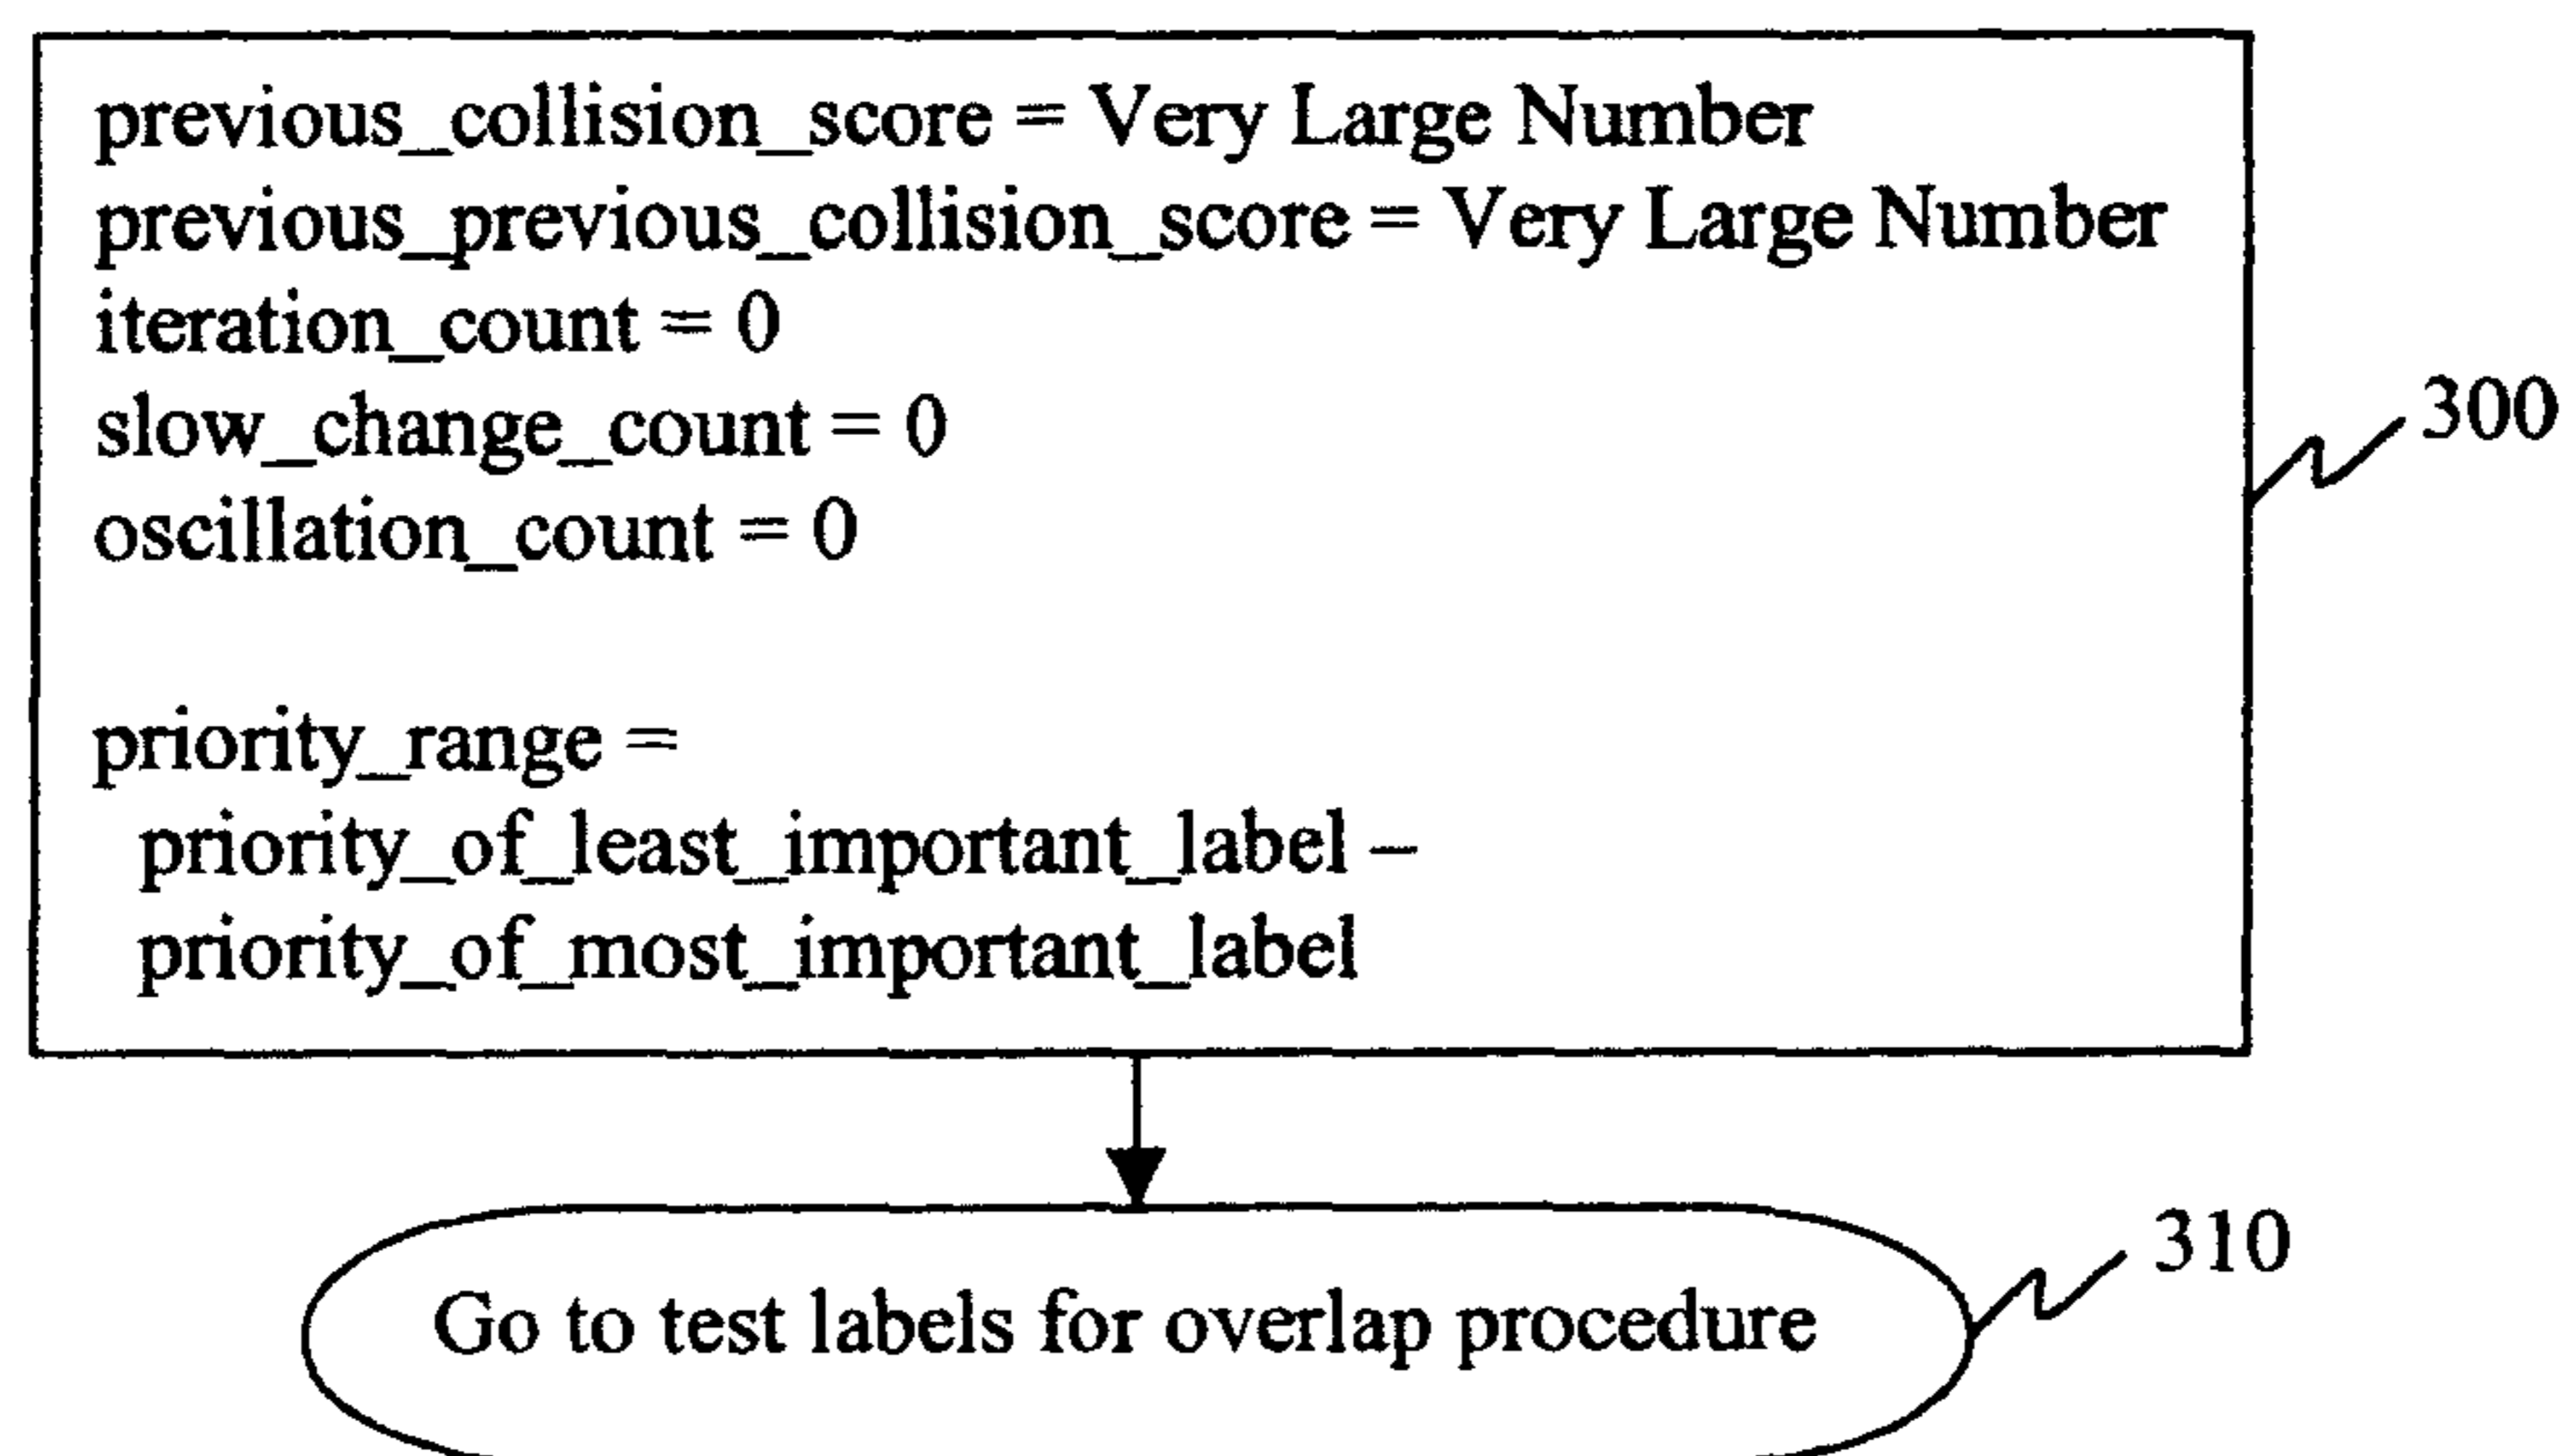 previous_collision_score = Very Large Number
previous_previous_collision_score = Very Large Number
iteration_count = 0
slow_change_count = 0
oscillation_count = 0
300
priority_range =
priority_of_least_important_label –
priority_of_most_important_label
310
Go to test labels for overlap procedure